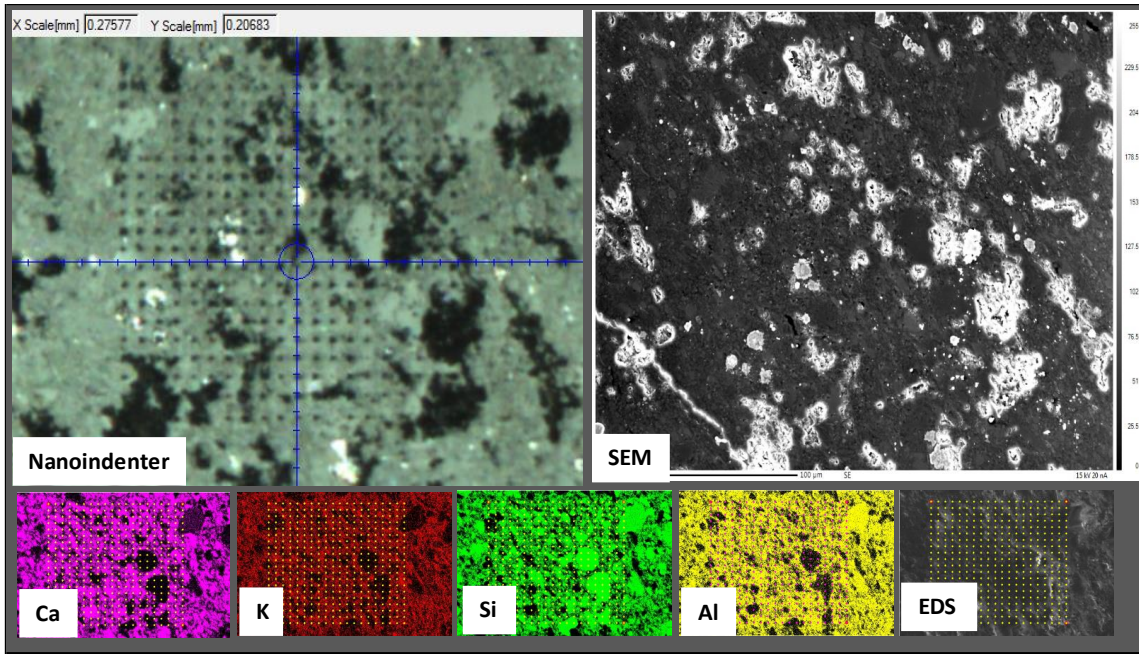 X Scale[mm] 0.27577 Y Scale[mm] 0.20683
Nanoindenter
255
229.5
204
178.5
153
127.5
102
76.5
51
25.5
0
SEM
100 µm SE 15 kV 20 nA
Ca
K
Si
Al
EDS